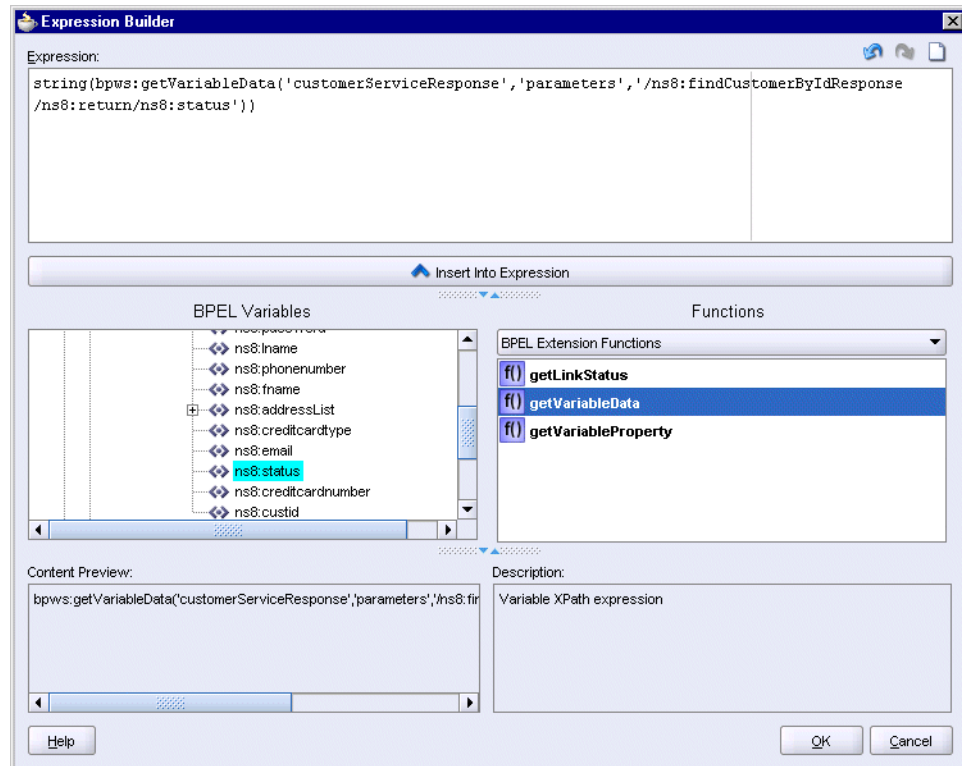 Expression Builder
Expression:
string(bpws:getVariableData('customerServiceResponse','parameters','/ns8:findCustomerByIdResponse
/ns8:return/ns8:status'))
Insert Into Expression
BPEL Variables
ns8:password
ns8:lname
ns8:phonenumber
ns8:fname
ns8:addressList
ns8:creditcardtype
ns8:email
ns8:status
ns8:creditcardnumber
ns8:custid
Functions
BPEL Extension Functions
f() getLinkStatus
f() getVariableData
f() getVariableProperty
Content Preview:
bpws:getVariableData('customerServiceResponse','parameters','/ns8:fir
Description:
Variable XPath expression
Help
OK
Cancel